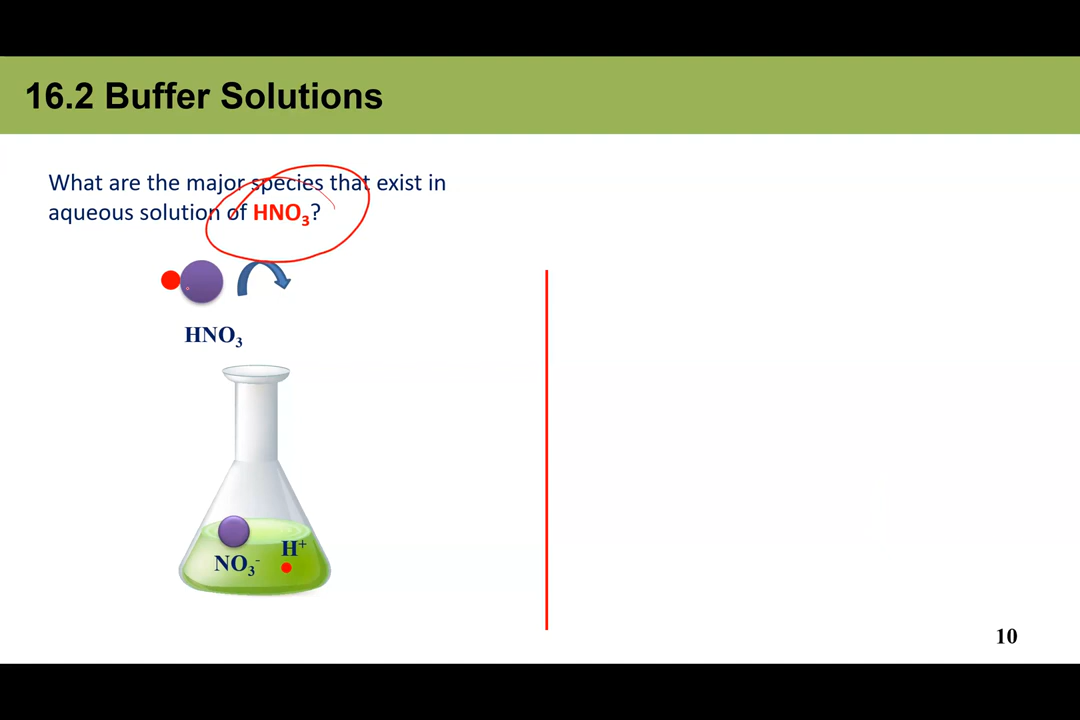 16.2 Buffer Solutions
What are the major species that exist in
aqueous solution of HNO₃?
HNO₃
H⁺
NO₃⁻
10